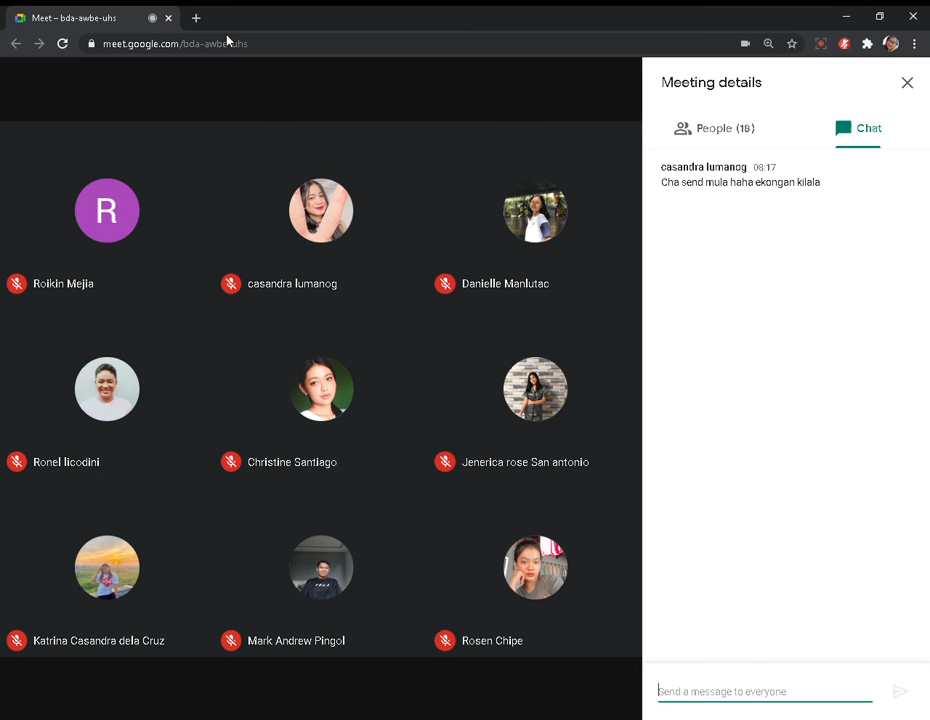 Meet – bda-awbe-uhs
meet.google.com/bda-awbe-uhs
Meeting details
People (18)
Chat
casandra lumanog 08:17
Cha send mula haha ekongan kilala
R
Roikin Mejia
casandra lumanog
Danielle Manlutac
Ronel licodini
Christine Santiago
Jenerica rose San antonio
Katrina Casandra dela Cruz
Mark Andrew Pingol
Rosen Chipe
Send a message to everyone